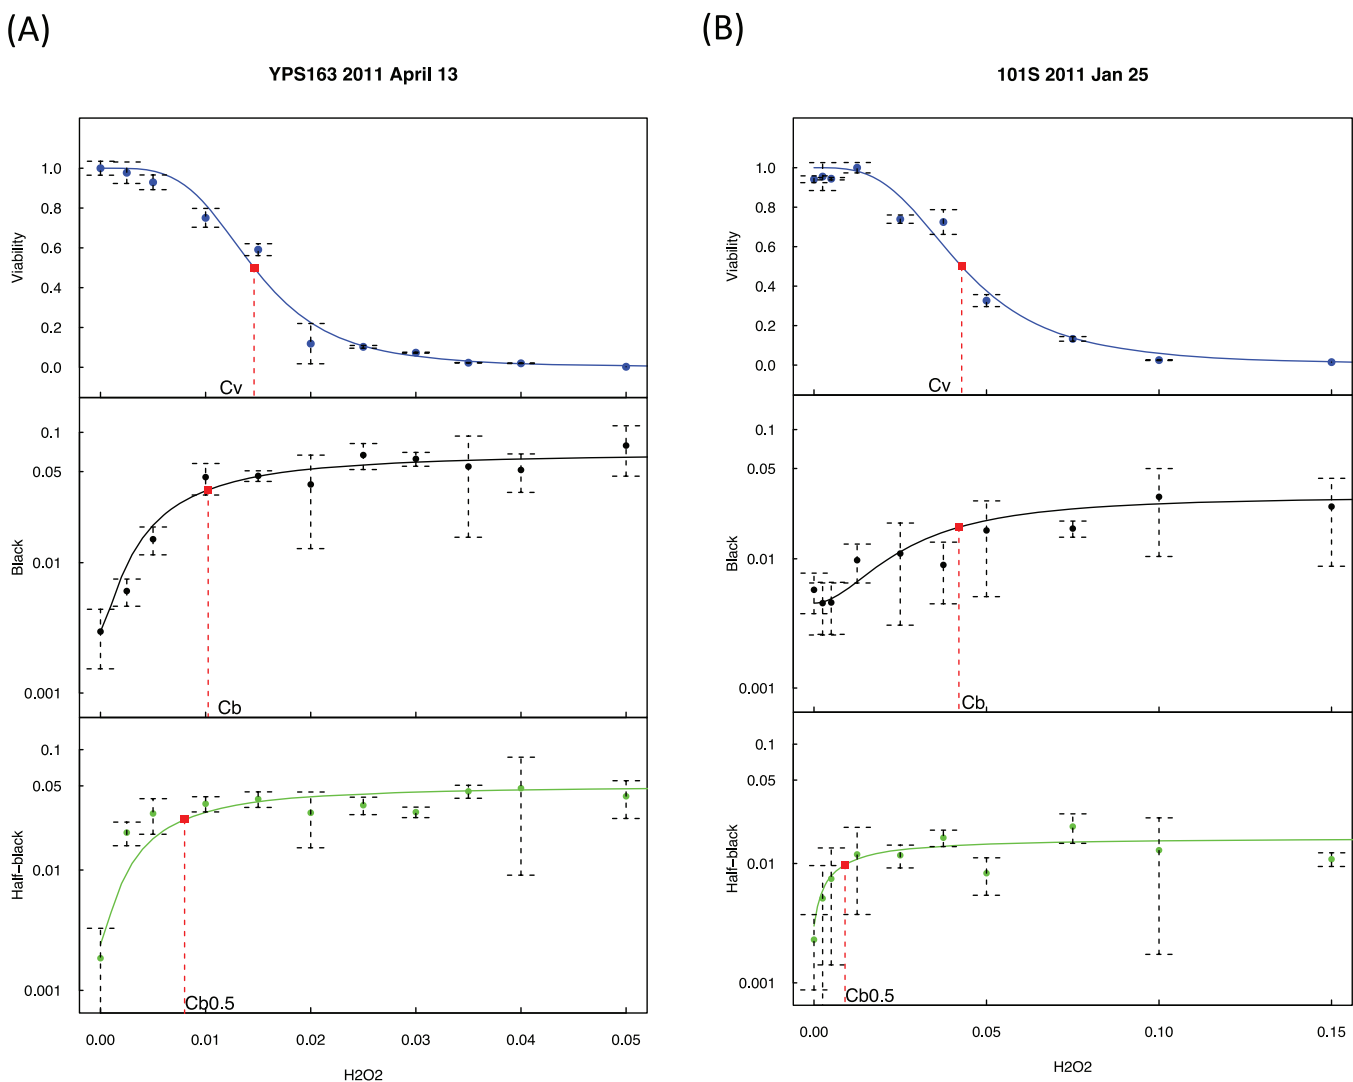 (A)
YPS163 2011 April 13
Viability
1.0
0.8
0.6
0.4
0.2
0.0
Cv
Black
0.1
0.05
0.01
0.001
Cb
Half-black
0.1
0.05
0.01
0.001
Cb0.5
0.00 0.01 0.02 0.03 0.04 0.05
H2O2
(B)
101S 2011 Jan 25
Viability
1.0
0.8
0.6
0.4
0.2
0.0
Cv
Black
0.1
0.05
0.01
0.001
Cb
Half-black
0.1
0.05
0.01
0.001
Cb0.5
0.00 0.05 0.10 0.15
H2O2